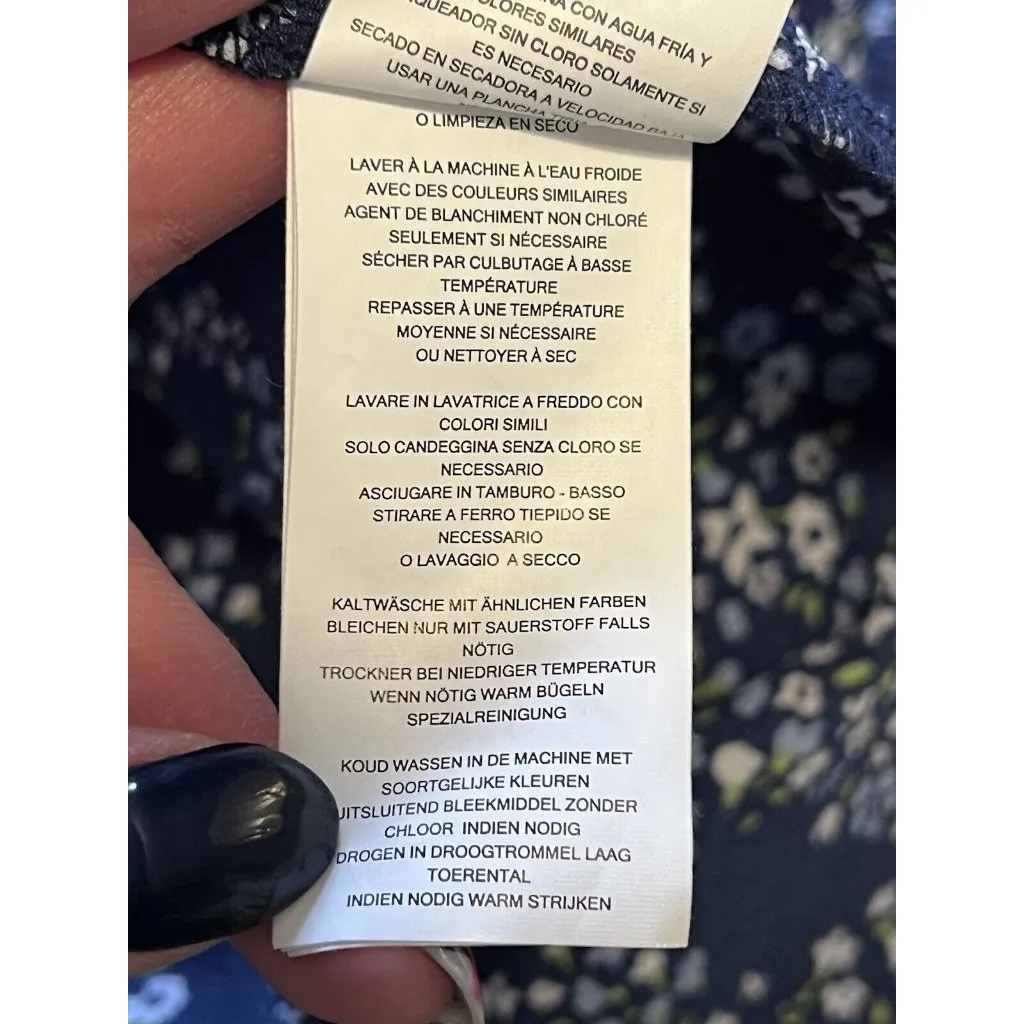 CON AGUA FRÍA Y
COLORES SIMILARES
SIN CLORO SOLAMENTE SI
ES NECESARIO
SECADO EN SECADORA A VELOCIDAD BAJA
USAR UNA PLANCHA
O LIMPIEZA EN SECO
LAVER À LA MACHINE À L'EAU FROIDE
AVEC DES COULEURS SIMILAIRES
AGENT DE BLANCHIMENT NON CHLORÉ
SEULEMENT SI NÉCESSAIRE
SÉCHER PAR CULBUTAGE À BASSE
TEMPÉRATURE
REPASSER À UNE TEMPÉRATURE
MOYENNE SI NÉCESSAIRE
OU NETTOYER À SEC
LAVARE IN LAVATRICE A FREDDO CON
COLORI SIMILI
SOLO CANDEGGINA SENZA CLORO SE
NECESSARIO
ASCIUGARE IN TAMBURO - BASSO
STIRARE A FERRO TIEPIDO SE
NECESSARIO
O LAVAGGIO A SECCO
KALTWÄSCHE MIT ÄHNLICHEN FARBEN
BLEICHEN NUR MIT SAUERSTOFF FALLS
NÖTIG
TROCKNER BEI NIEDRIGER TEMPERATUR
WENN NÖTIG WARM BÜGELN
SPEZIALREINIGUNG
KOUD WASSEN IN DE MACHINE MET
SOORTGELIJKE KLEUREN
UITSLUITEND BLEEKMIDDEL ZONDER
CHLOOR INDIEN NODIG
DROGEN IN DROOGTROMMEL LAAG
TOERENTAL
INDIEN NODIG WARM STRIJKEN